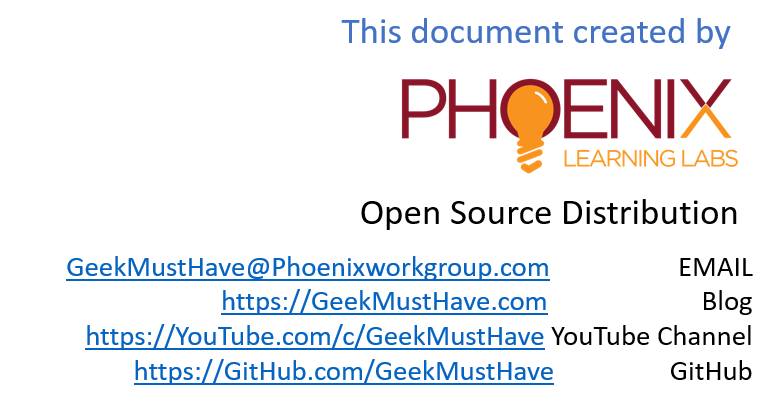 This document created by
PHOENIX
LEARNING LABS
Open Source Distribution
GeekMustHave@Phoenixworkgroup.com EMAIL
https://GeekMustHave.com Blog
https://YouTube.com/c/GeekMustHave YouTube Channel
https://GitHub.com/GeekMustHave GitHub